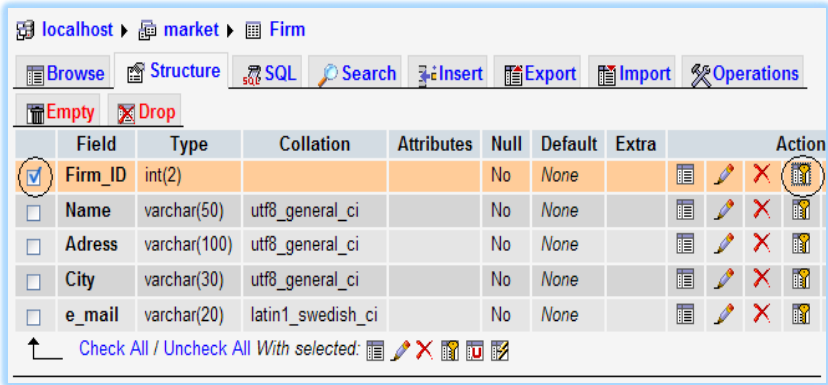 localhost ▸ market ▸ Firm
Browse Structure SQL Search Insert Export Import Operations
Empty Drop
Field Type Collation Attributes Null Default Extra Action
Firm_ID int(2) No None
Name varchar(50) utf8_general_ci No None
Adress varchar(100) utf8_general_ci No None
City varchar(30) utf8_general_ci No None
e_mail varchar(20) latin1_swedish_ci No None
Check All / Uncheck All With selected: